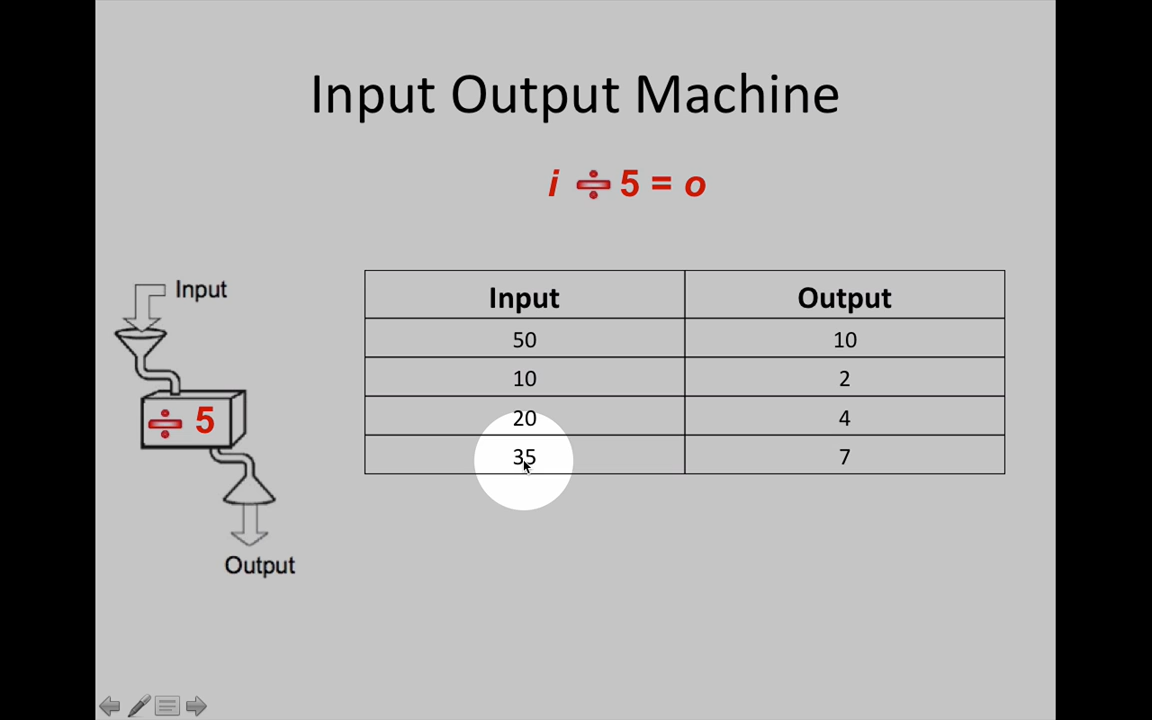 Input Output Machine
i ÷ 5 = o
Input
÷ 5
Output
Input Output
50 10
10 2
20 4
35 7